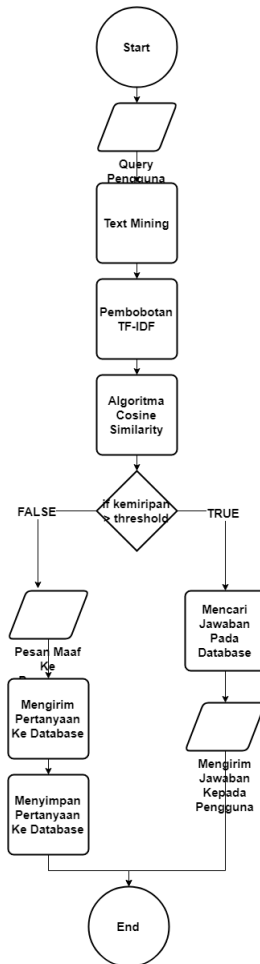 Start
Query
Pengguna
Text Mining
Pembobotan
TF-IDF
Algoritma
Cosine
Similarity
if kemiripan
> threshold
FALSE
TRUE
Pesan Maaf
Ke
Mengirim
Pertanyaan
Ke Database
Menyimpan
Pertanyaan
Ke Database
Mencari
Jawaban
Pada
Database
Mengirim
Jawaban
Kepada
Pengguna
End